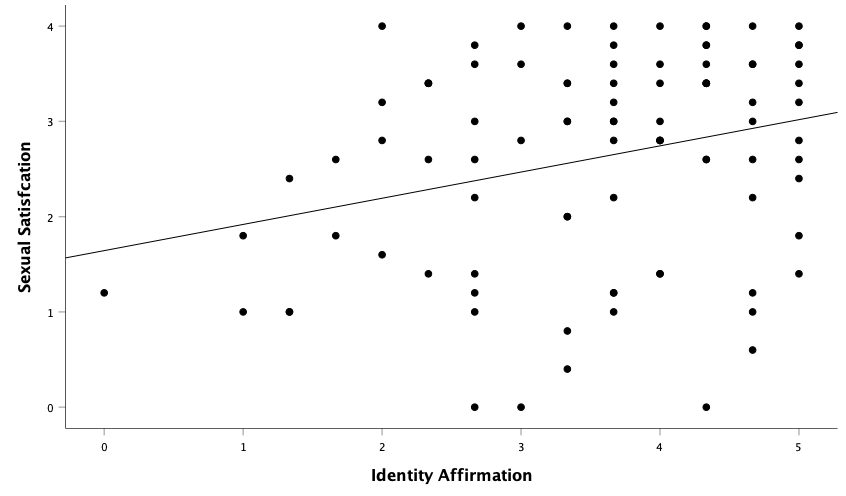 4
3
2
1
0
Sexual Satisfcation
0 1 2 3 4 5
Identity Affirmation